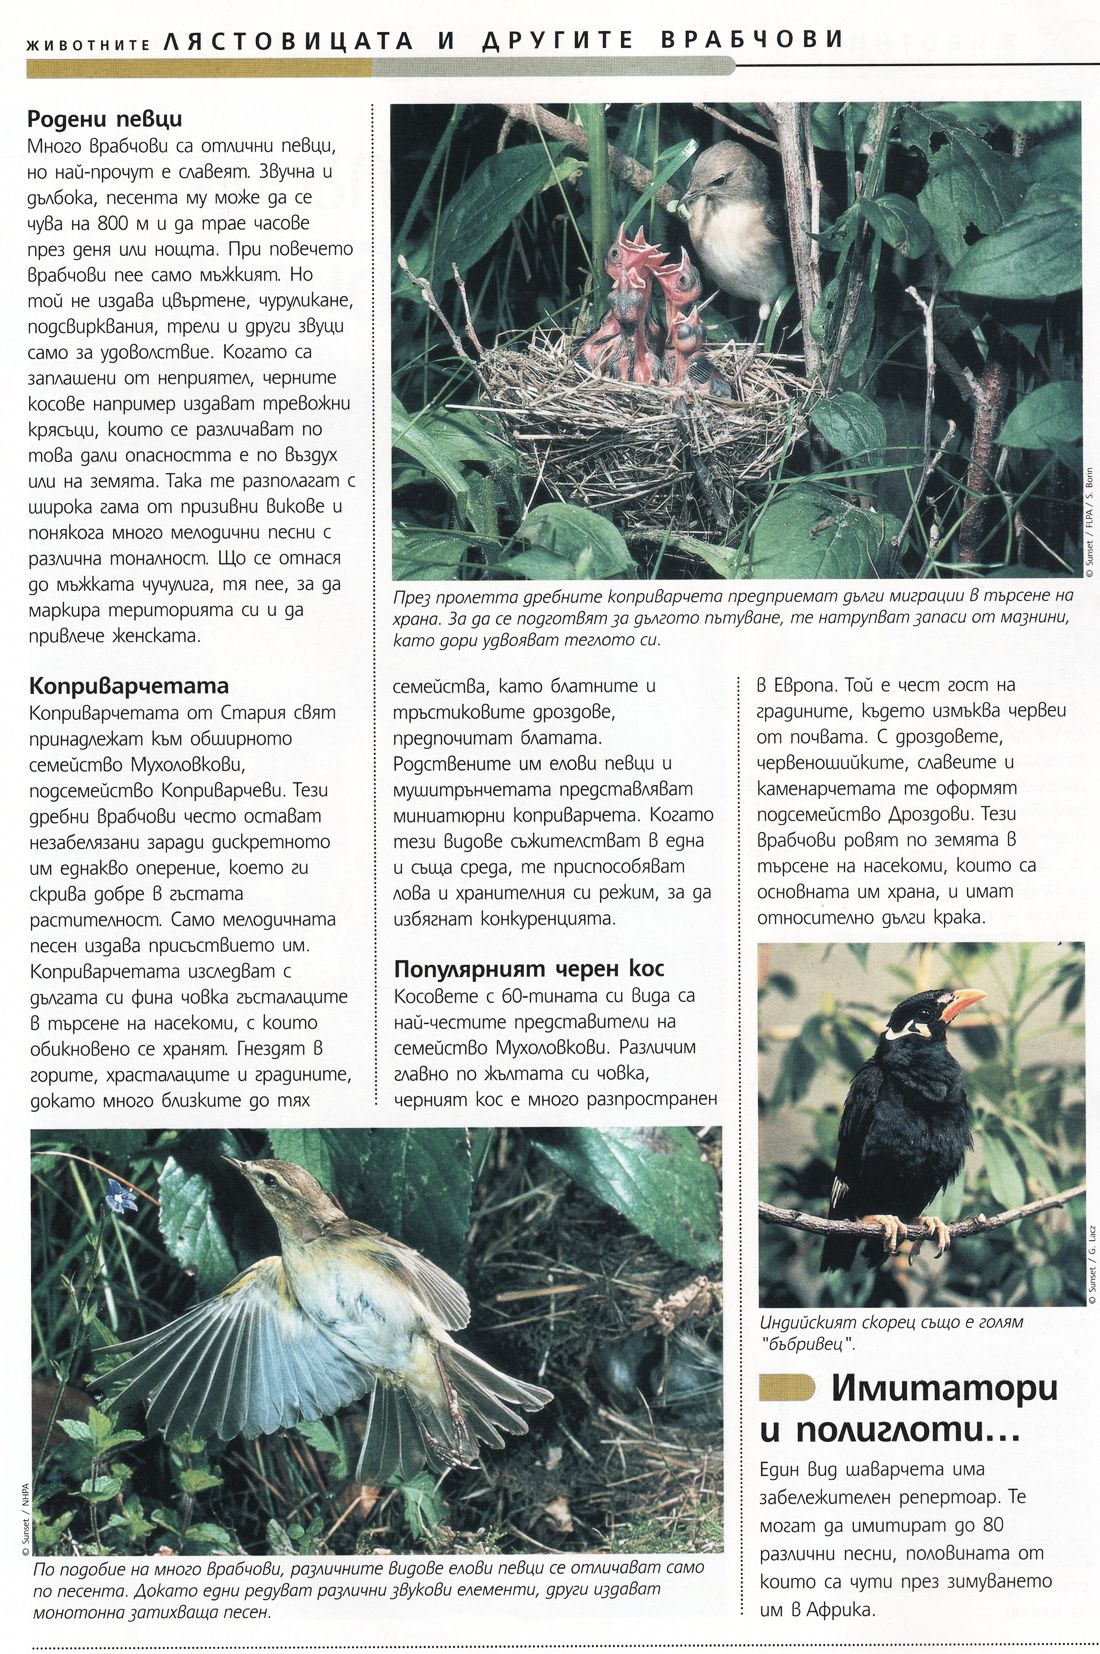 животните ЛЯСТОВИЦАТА И ДРУГИТЕ ВРАБЧОВИ
Родени певци
Много врабчови са отлични певци,
но най-прочут е славеят. Звучна и
дълбока, песента му може да се
чува на 800 м и да трае часове
през деня или нощта. При повечето
врабчови пее само мъжкият. Но
той не издава цвъртене, чуруликане,
подсвирквания, трели и други звуци
само за удоволствие. Когато са
заплашени от неприятел, черните
косове например издават тревожни
крясъци, които се различават по
това дали опасността е по въздух
или на земята. Така те разполагат с
широка гама от призивни викове и
понякога много мелодични песни с
различна тоналност. Що се отнася
до мъжката чучулига, тя пее, за да
маркира територията си и да
привлече женската.
© Sunset / FLPA / S. Borin
През пролетта дребните копривaрчета предприемат дълги миграции в търсене на
храна. За да се подготвят за дългото пътуване, те натрупват запаси от мазнини,
като дори удвояват теглото си.
Копривaрчетата
Копривaрчетата от Стария свят
принадлежат към обширното
семейство Мухоловкови,
подсемейство Копривaрчеви. Тези
дребни врабчови често остават
незабелязани заради дискретното
им еднакво оперение, което ги
скрива добре в гъстата
растителност. Само мелодичната
песен издава присъствието им.
Копривaрчетата изследват с
дългата си фина човка гъсталаците
в търсене на насекоми, с които
обикновено се хранят. Гнездят в
горите, храсталаците и градините,
докато много близките до тях
семейства, като блатните и
тръстиковите дроздове,
предпочитат блатата.
Родствените им елови певци и
мушитрънчетата представляват
миниатюрни копривaрчета. Когато
тези видове съжителстват в една
и съща среда, те приспособяват
лова и хранителния си режим, за да
избягнат конкуренцията.
Популярният черен кос
Косовете с 60-тината си вида са
най-честите представители на
семейство Мухоловкови. Различим
главно по жълтата си човка,
черният кос е много разпространен
в Европа. Той е чест гост на
градините, където измъква червеи
от почвата. С дроздовете,
червеношийките, славеите и
каменарчетата те оформят
подсемейство Дроздови. Тези
врабчови ровят по земята в
търсене на насекоми, които са
основната им храна, и имат
относително дълги крака.
© Sunset / G. Lacz
Индийският скорец също е голям
"бъбривец".
© Sunset / NHPA
По подобие на много врабчови, различните видове елови певци се отличават само
по песента. Докато едни редуват различни звукови елементи, други издават
монотонна затихваща песен.
Имитатори
и полиглоти...
Един вид шаварчета има
забележителен репертоар. Те
могат да имитират до 80
различни песни, половината от
които са чути през зимуването
им в Африка.